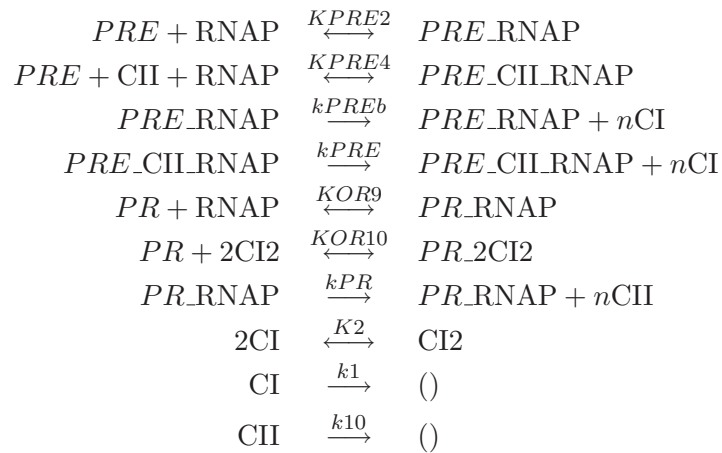 PRE + RNAP KPRE2 ⟷ PRE_RNAP
PRE + CII + RNAP KPRE4 ⟷ PRE_CII_RNAP
PRE_RNAP kPREb ⟶ PRE_RNAP + nCI
PRE_CII_RNAP kPRE ⟶ PRE_CII_RNAP + nCI
PR + RNAP KOR9 ⟷ PR_RNAP
PR + 2CI2 KOR10 ⟷ PR_2CI2
PR_RNAP kPR ⟶ PR_RNAP + nCII
2CI K2 ⟷ CI2
CI k1 ⟶ ()
CII k10 ⟶ ()